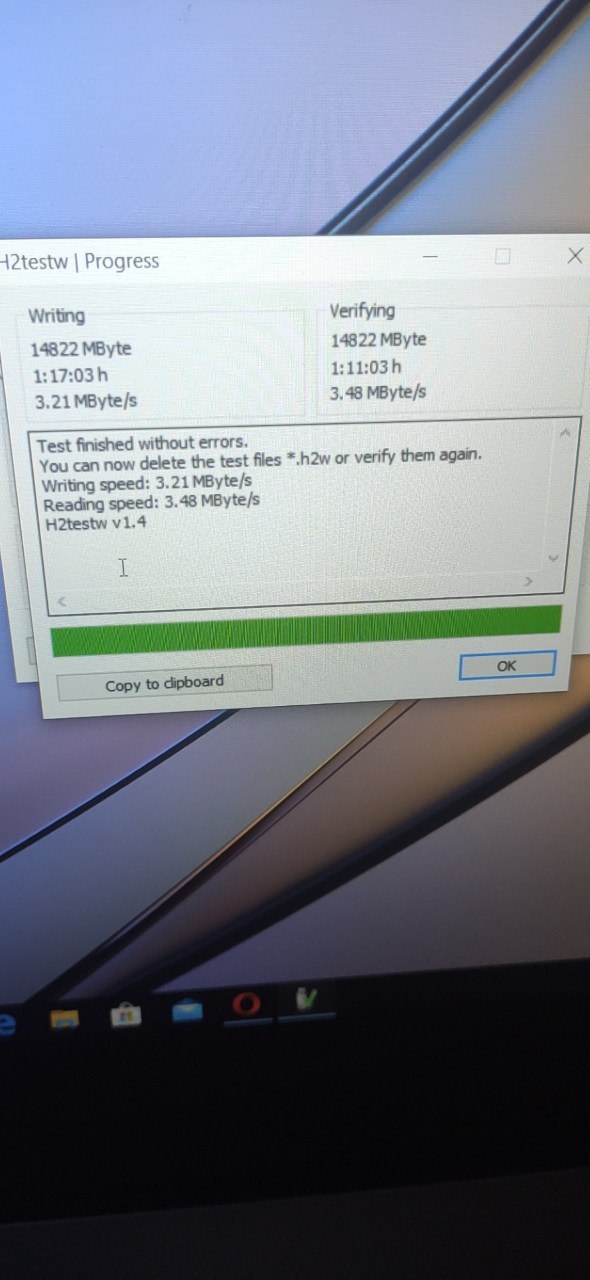 H2testw | Progress
Writing
14822 MByte
1:17:03 h
3.21 MByte/s
Verifying
14822 MByte
1:11:03 h
3.48 MByte/s
Test finished without errors.
You can now delete the test files *.h2w or verify them again.
Writing speed: 3.21 MByte/s
Reading speed: 3.48 MByte/s
H2testw v1.4
Copy to clipboard
OK